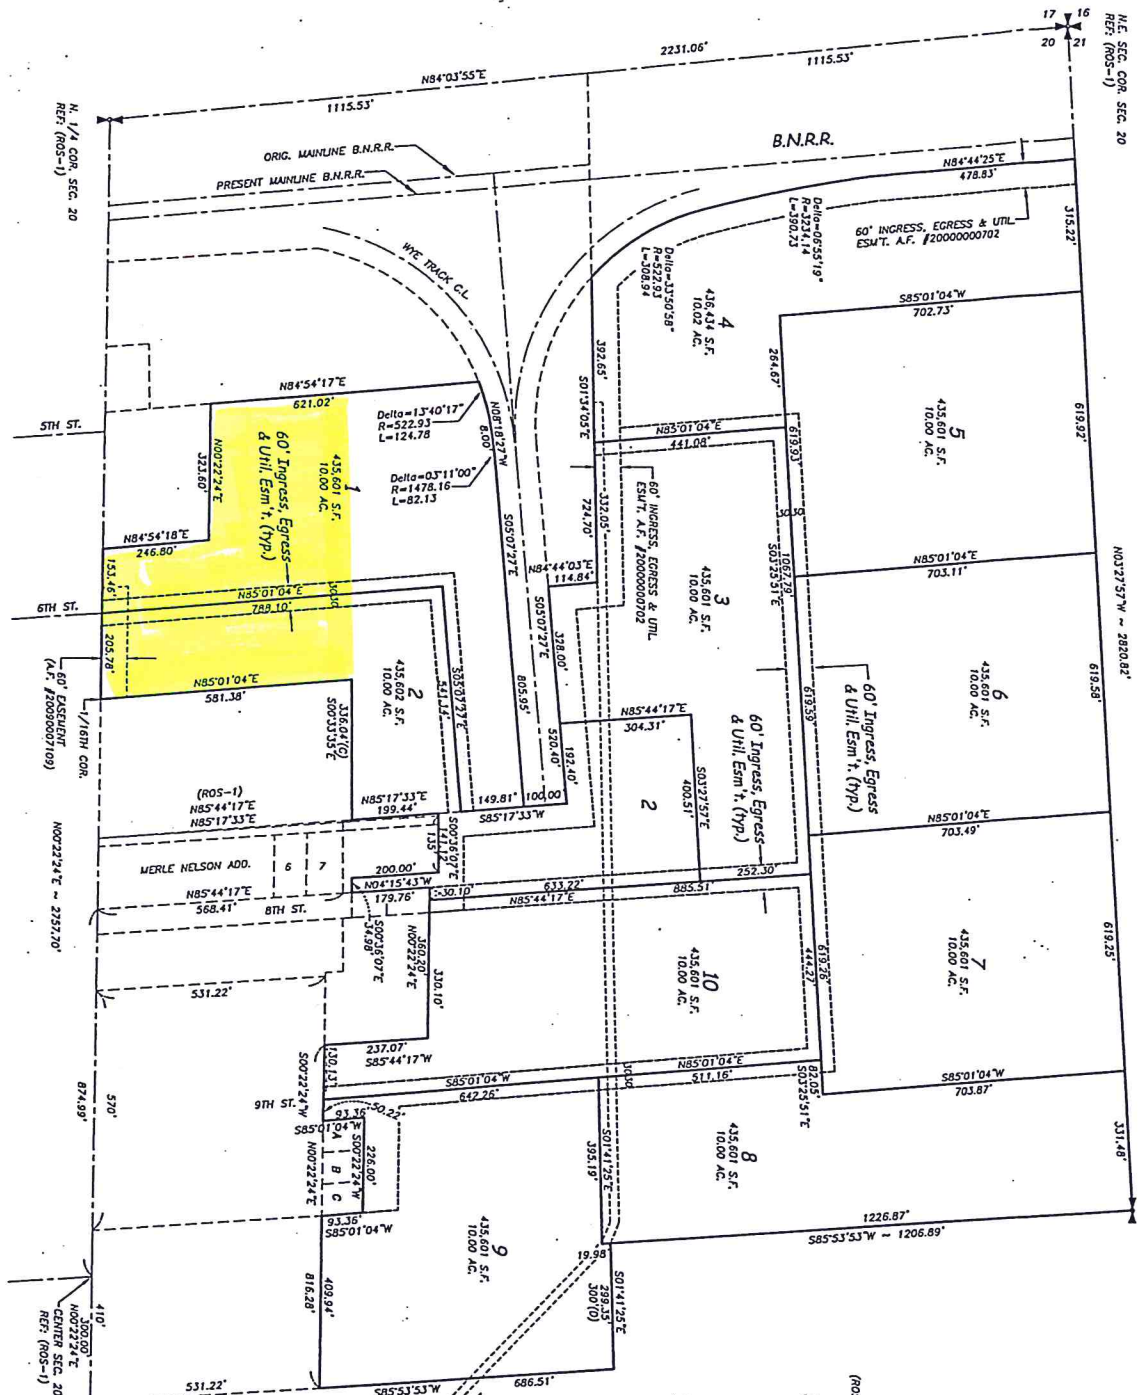 N.E. SEC. COR. SEC. 20
REF: (ROS-1)
17 16
20 21
2231.06'
1115.53'
N84°03'55"E
1115.53'
N. 1/4 COR. SEC. 20
REF: (ROS-1)
ORIG. MAINLINE B.N.R.R.
PRESENT MAINLINE B.N.R.R.
B.N.R.R.
N84°44'25"E
478.83'
60' INGRESS, EGRESS & UTIL
ESM'T. A.F. #20000000702
315.22'
Delta=06°55'19"
R=3234.14
L=390.73
Delta=33°50'58"
R=522.93
L=308.94
WYE TRACK C.L.
4
436,434 S.F.
10.02 AC.
S85°01'04"W
702.73'
264.67'
392.65'
S01°34'05"E
5
435,601 S.F.
10.00 AC.
619.92'
N84°54'17"E
621.02'
Delta=13°40'17"
R=522.93
L=124.78
N08°18'27"W
8.00'
Delta=03°11'00"
R=1478.16
L=82.13
N85°01'04"E
441.08'
619.93'
5TH ST.
N00°22'24"E
323.60'
1
435,601 S.F.
10.00 AC.
60' Ingress, Egress
& Util. Esm't. (typ.)
332.05'
724.70'
60' INGRESS, EGRESS & UTIL
ESM'T. A.F. #20000000702
30.30
1067.79'
S03°25'51"E
N03°27'57"W ~ 2820.82'
N84°54'18"E
246.80'
153.46'
S05°07'27"E
N84°44'03"E
114.84'
3
435,601 S.F.
10.00 AC.
N85°01'04"E
703.11'
6TH ST.
N85°01'04"E
788.10'
30.30
S05°07'27"E
328.00'
205.78'
60' EASEMENT
(A.F. #20090007109)
1/16TH COR.
N85°01'04"E
581.38'
2
435,602 S.F.
10.00 AC.
S05°07'27"E
541.14'
805.95'
520.40'
192.40'
N85°44'17"E
304.31'
619.59'
60' Ingress, Egress
& Util. Esm't. (typ.)
60' Ingress, Egress
& Util. Esm't. (typ.)
6
435,601 S.F.
10.00 AC.
619.58'
336.04'(C)
S00°33'35"E
S03°27'57"E
400.51'
2
(ROS-1)
N85°44'17"E
N85°17'33"E
N85°17'33"E
199.44'
149.81'
100.00'
S85°17'33"W
N85°01'04"E
703.49'
MERLE NELSON ADD.
6
7
135'
S00°36'07"E
141.12'
200.00'
N04°15'43"W
179.76'
30.10'
633.22'
885.51'
N85°44'17"E
252.30'
N85°44'17"E
568.41'
8TH ST.
N00°22'24"E ~ 2757.70'
S00°36'07"E
34.98'
360.20'
N00°22'24"E
330.10'
10
435,601 S.F.
10.00 AC.
619.26'
444.27'
7
435,601 S.F.
10.00 AC.
619.25'
531.22'
237.07'
S85°44'17"W
130.13'
S00°22'24"W
S85°01'04"W
642.26'
N85°01'04"E
511.16'
30.30
82.05'
S03°25'51"E
S85°01'04"W
703.87'
9TH ST.
50.22'
93.36'
S85°01'04"W
A
B
C
N00°22'24"E
226.00'
S00°22'24"W
570'
874.99'
S01°41'25"E
395.19'
8
435,601 S.F.
10.00 AC.
331.48'
93.36'
S85°01'04"W
9
435,601 S.F.
10.00 AC.
1226.87'
S85°53'53"W ~ 1206.89'
19.98'
S01°41'25"E
299.35'
300'(D)
409.94'
816.28'
410'
300.00'
N00°22'24"E
CENTER SEC. 20
REF: (ROS-1)
531.22'
S85°53'53"W
686.51'